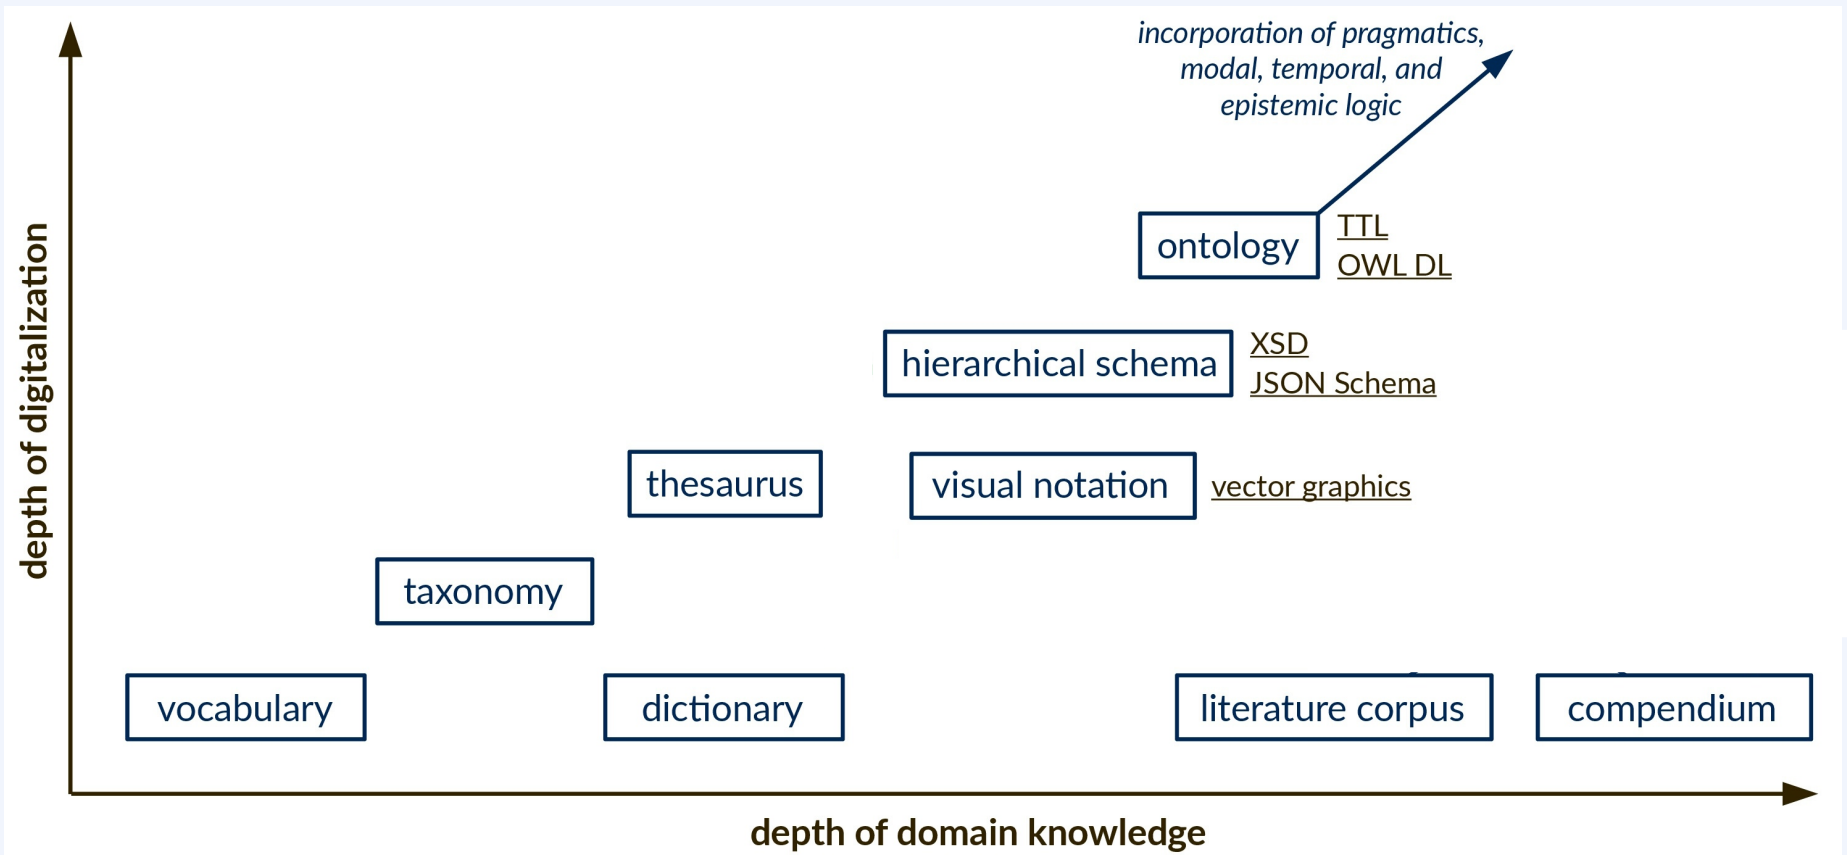 incorporation of pragmatics,
modal, temporal, and
epistemic logic
ontology
TTL
OWL DL
hierarchical schema
XSD
JSON Schema
thesaurus
visual notation
vector graphics
taxonomy
vocabulary
dictionary
literature corpus
compendium
depth of digitalization
depth of domain knowledge